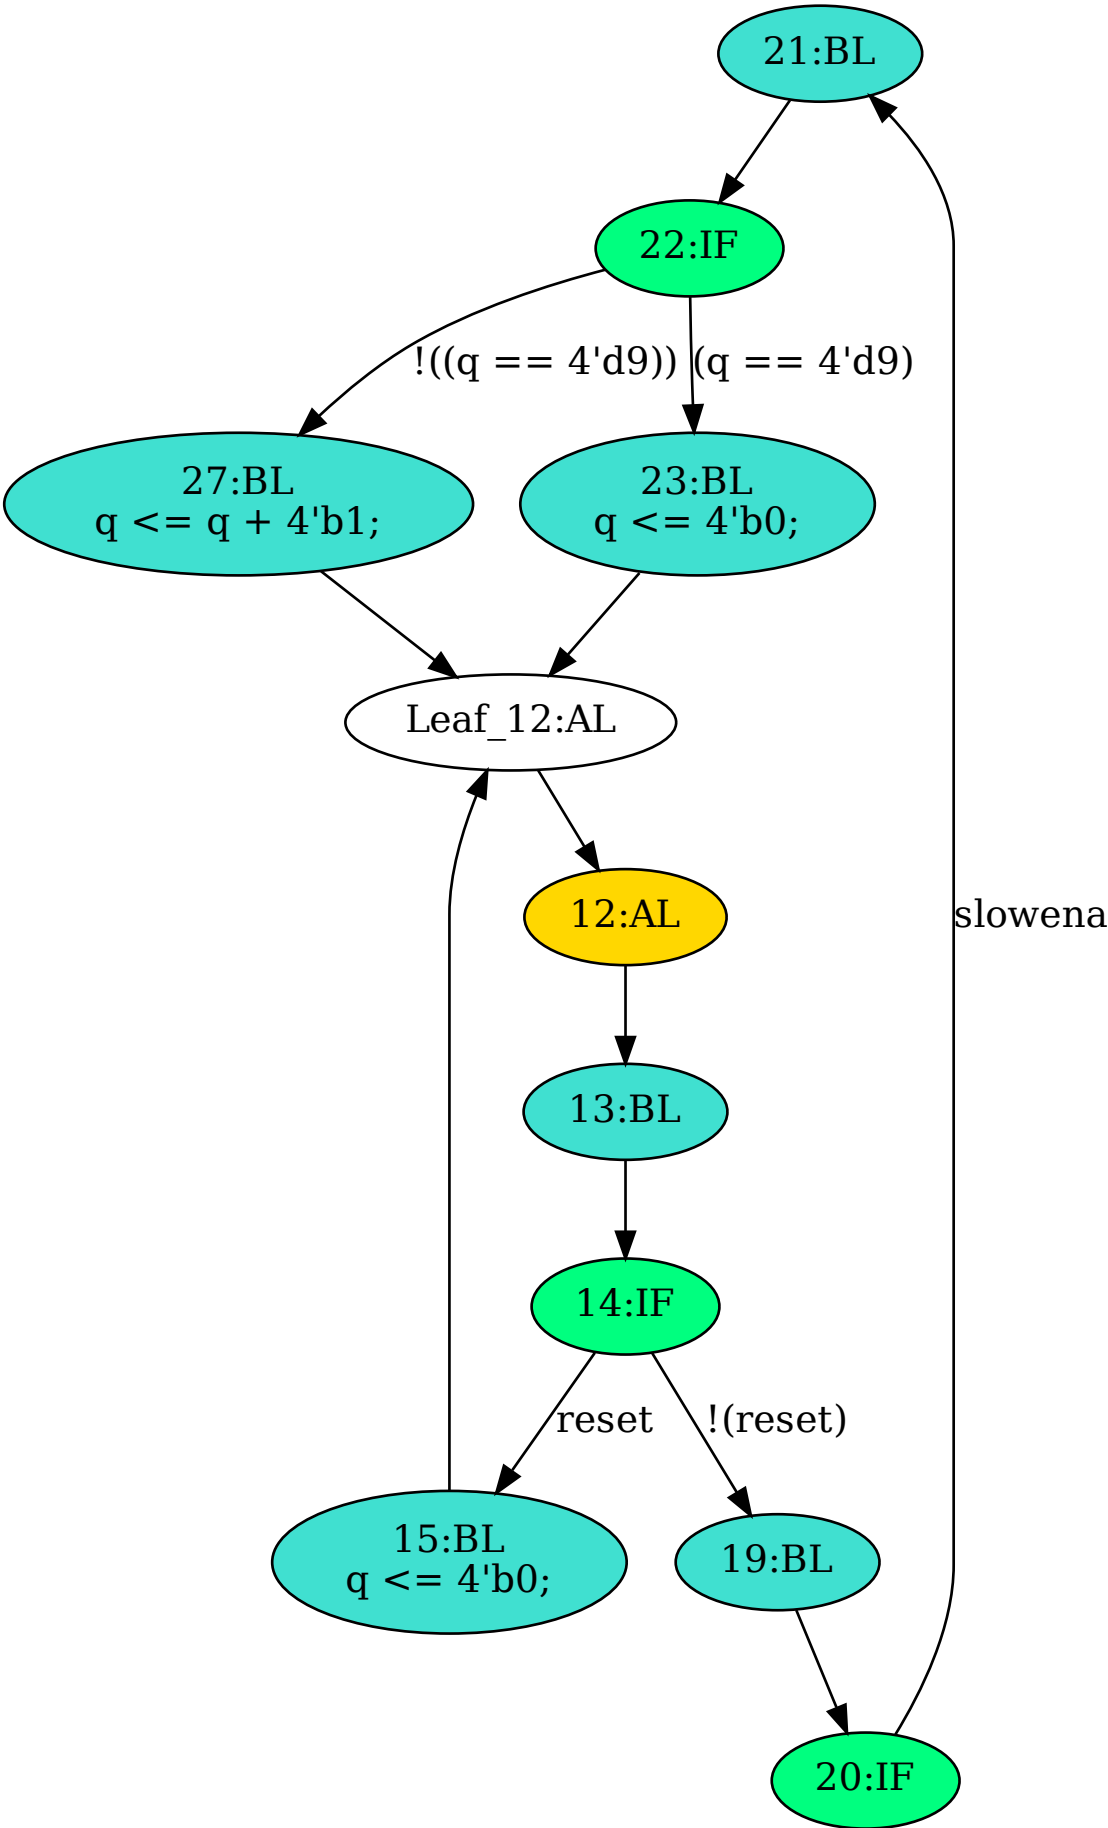 21:BL
22:IF
!((q == 4'd9))
(q == 4'd9)
27:BL
q <= q + 4'b1;
23:BL
q <= 4'b0;
Leaf_12:AL
12:AL
slowena
13:BL
14:IF
reset
!(reset)
15:BL
q <= 4'b0;
19:BL
20:IF